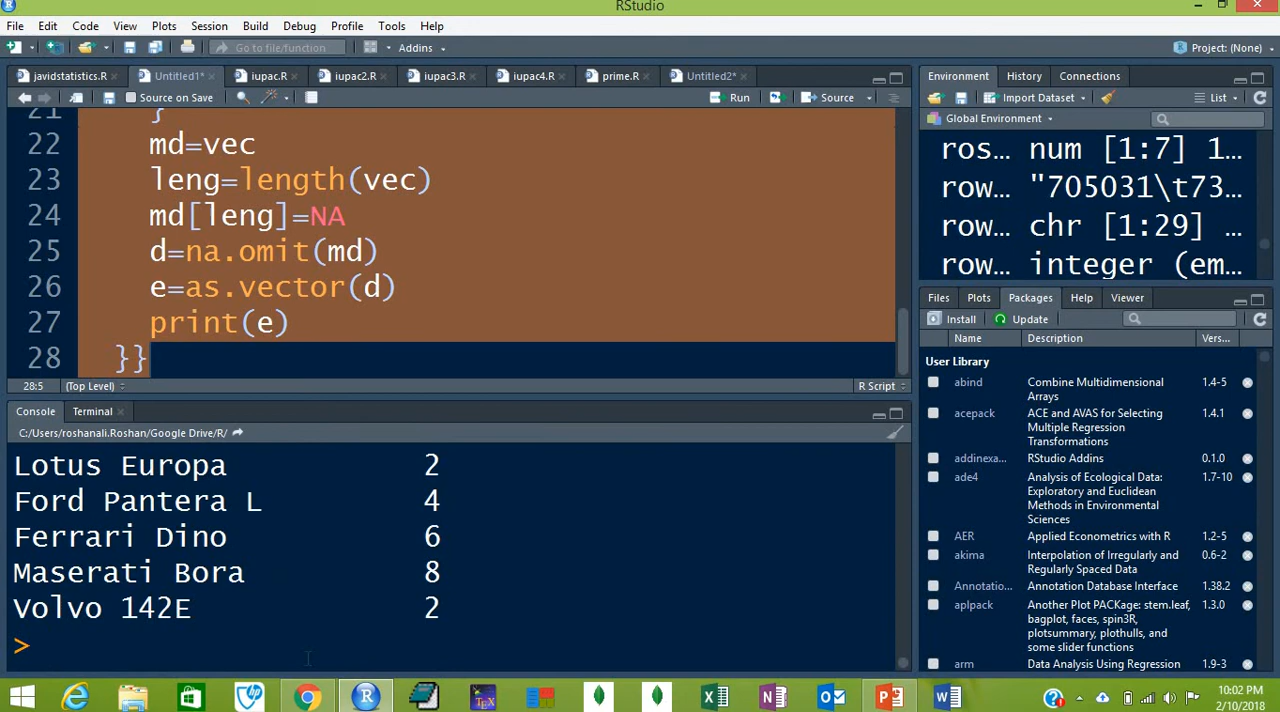 RStudio
File Edit Code View Plots Session Build Debug Profile Tools Help
Go to file/function Addins Project: (None)
javidstatistics.R Untitled1* iupac.R iupac2.R iupac3.R iupac4.R prime.R Untitled2*
Source on Save Run Source
21 }
22 md=vec
23 leng=length(vec)
24 md[leng]=NA
25 d=na.omit(md)
26 e=as.vector(d)
27 print(e)
28 }}
28:5 (Top Level) R Script
Console Terminal
C:/Users/roshanali.Roshan/Google Drive/R/
Lotus Europa 2
Ford Pantera L 4
Ferrari Dino 6
Maserati Bora 8
Volvo 142E 2
>
Environment History Connections
Import Dataset List
Global Environment
ros... num [1:7] 1...
row... "705031\t73...
row... chr [1:29] ...
row... integer (em...
Files Plots Packages Help Viewer
Install Update
Name Description Vers...
User Library
abind Combine Multidimensional 1.4-5
Arrays
acepack ACE and AVAS for Selecting 1.4.1
Multiple Regression
Transformations
addinexa... RStudio Addins 0.1.0
ade4 Analysis of Ecological Data: 1.7-10
Exploratory and Euclidean
Methods in Environmental
Sciences
AER Applied Econometrics with R 1.2-5
akima Interpolation of Irregularly and 0.6-2
Regularly Spaced Data
Annotatio... Annotation Database Interface 1.38.2
aplpack Another Plot PACKage: stem.leaf, 1.3.0
bagplot, faces, spin3R,
plotsummary, plothulls, and
some slider functions
arm Data Analysis Using Regression 1.9-3
10:02 PM
2/10/2018